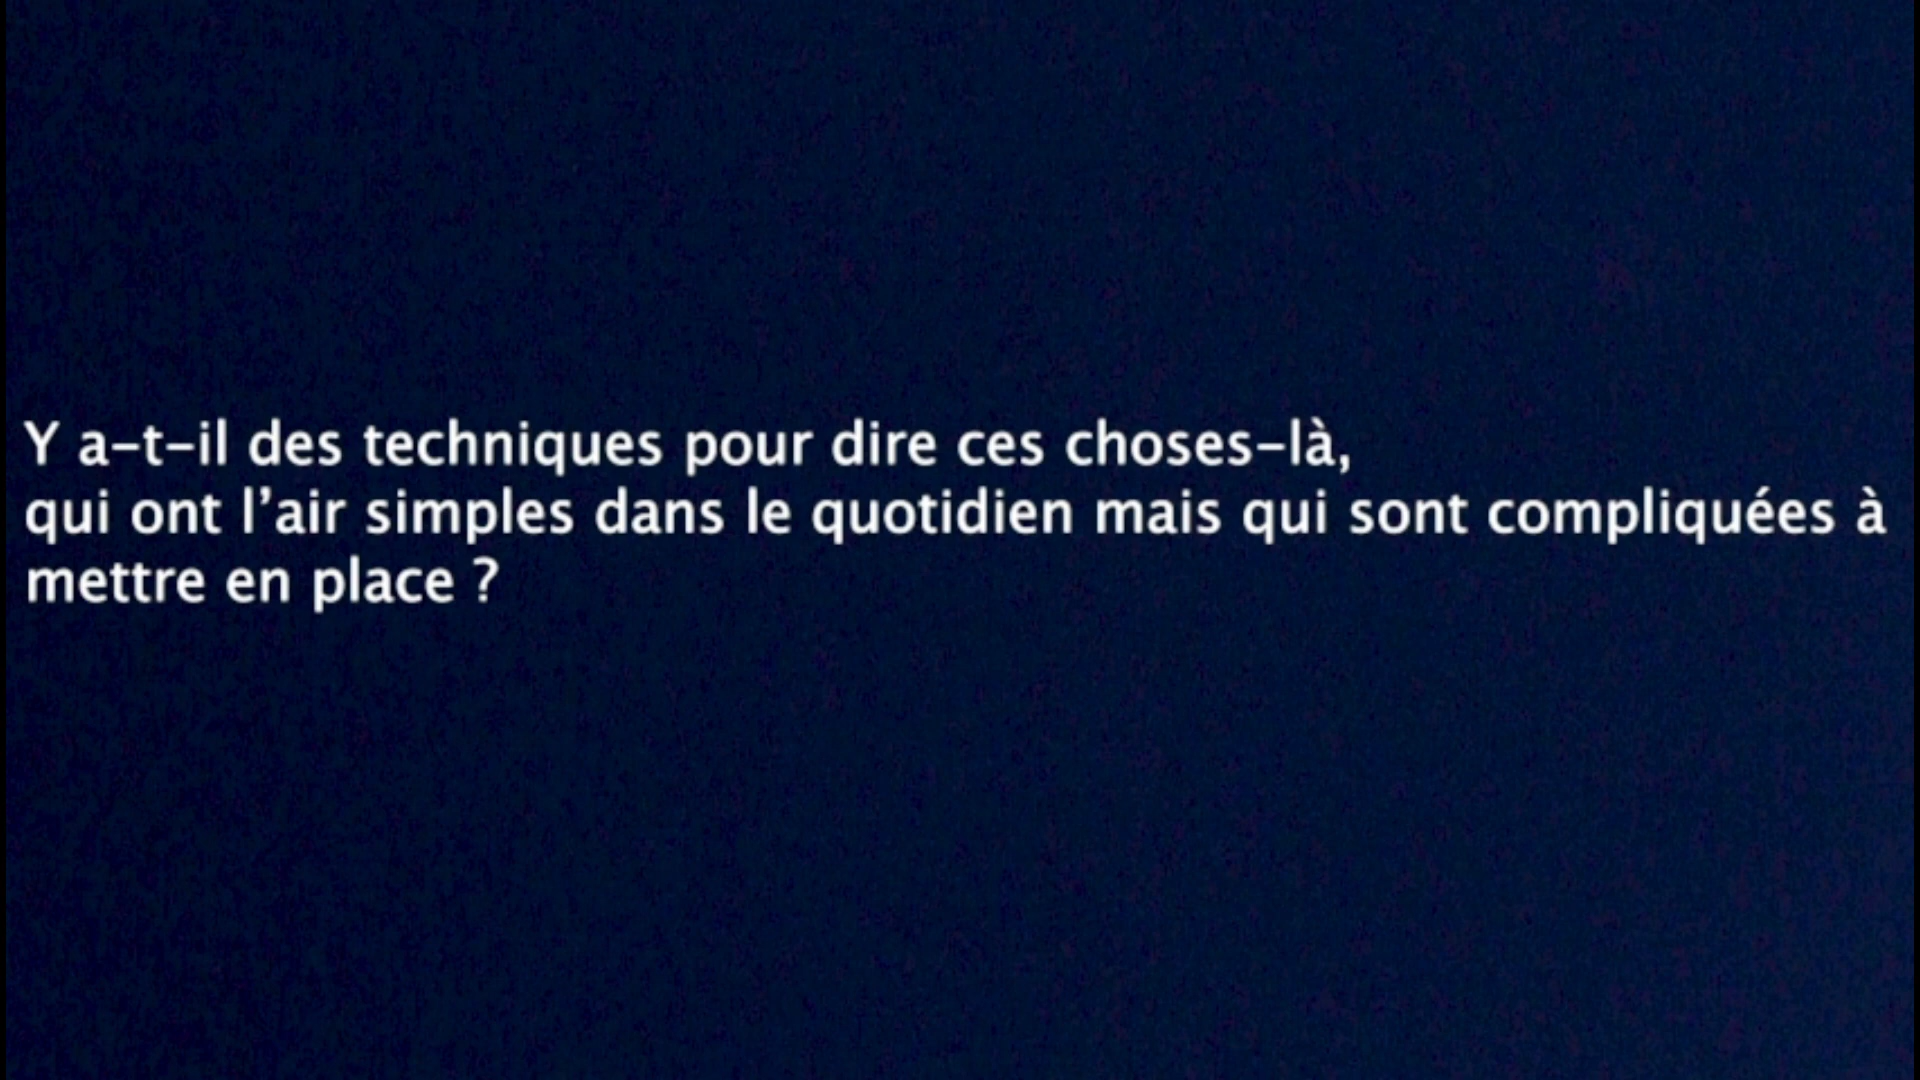 Y a-t-il des techniques pour dire ces choses-là,
qui ont l’air simples dans le quotidien mais qui sont compliquées à
mettre en place ?